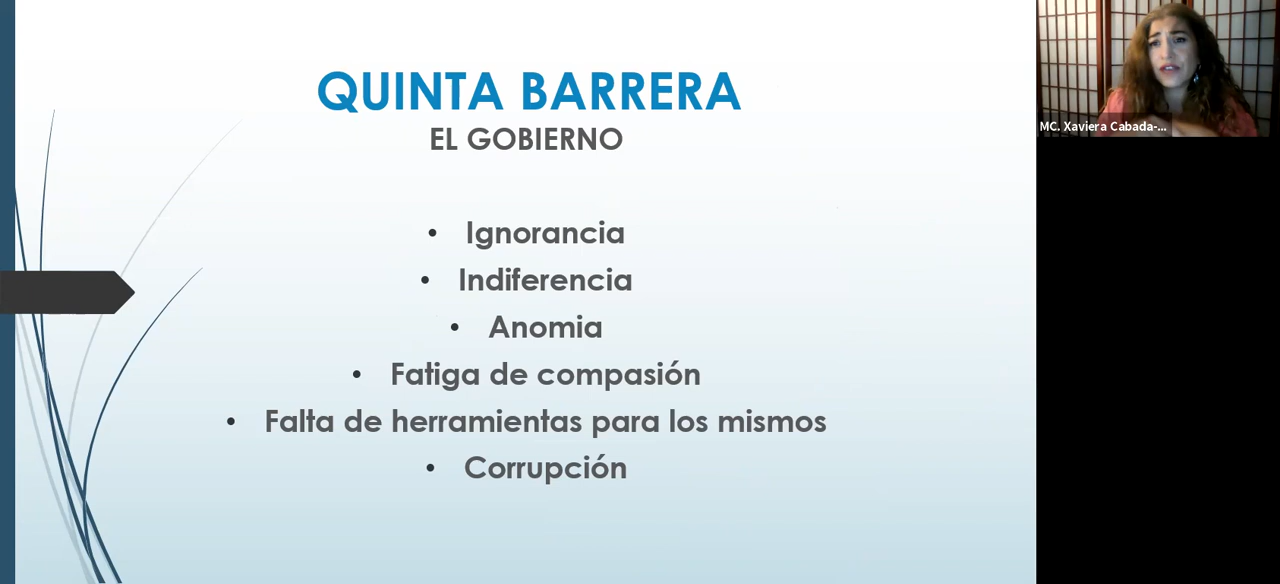 QUINTA BARRERA
EL GOBIERNO
• Ignorancia
• Indiferencia
• Anomia
• Fatiga de compasión
• Falta de herramientas para los mismos
• Corrupción
MC. Xaviera Cabada-...